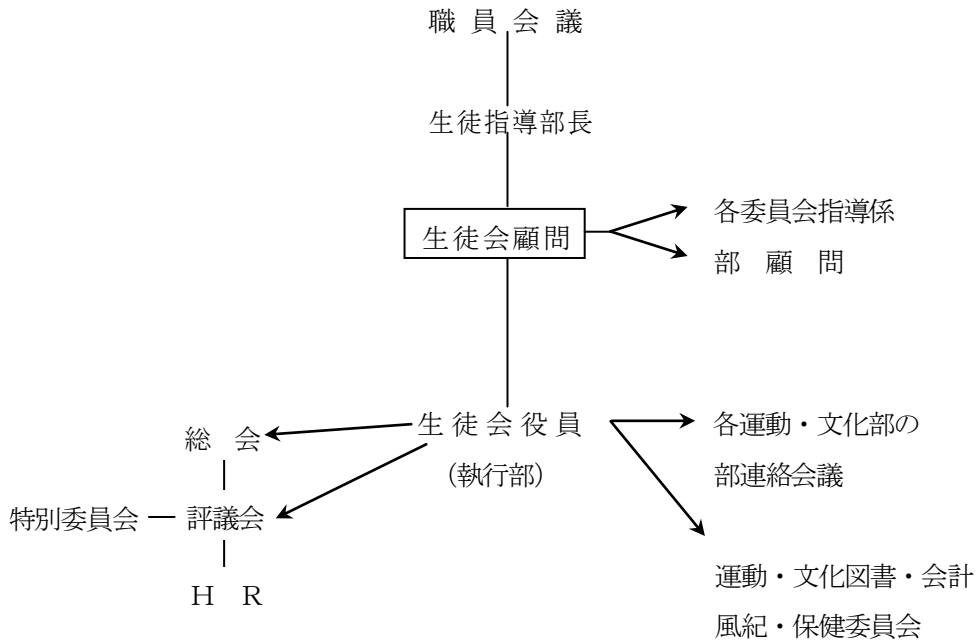 職 員 会 議
生徒指導部長
生徒会顧問
各委員会指導係
部 顧 問
生徒会役員
(執行部)
総 会
特別委員会 ― 評議会
H R
各運動・文化部の
部連絡会議
運動・文化図書・会計
風紀・保健委員会